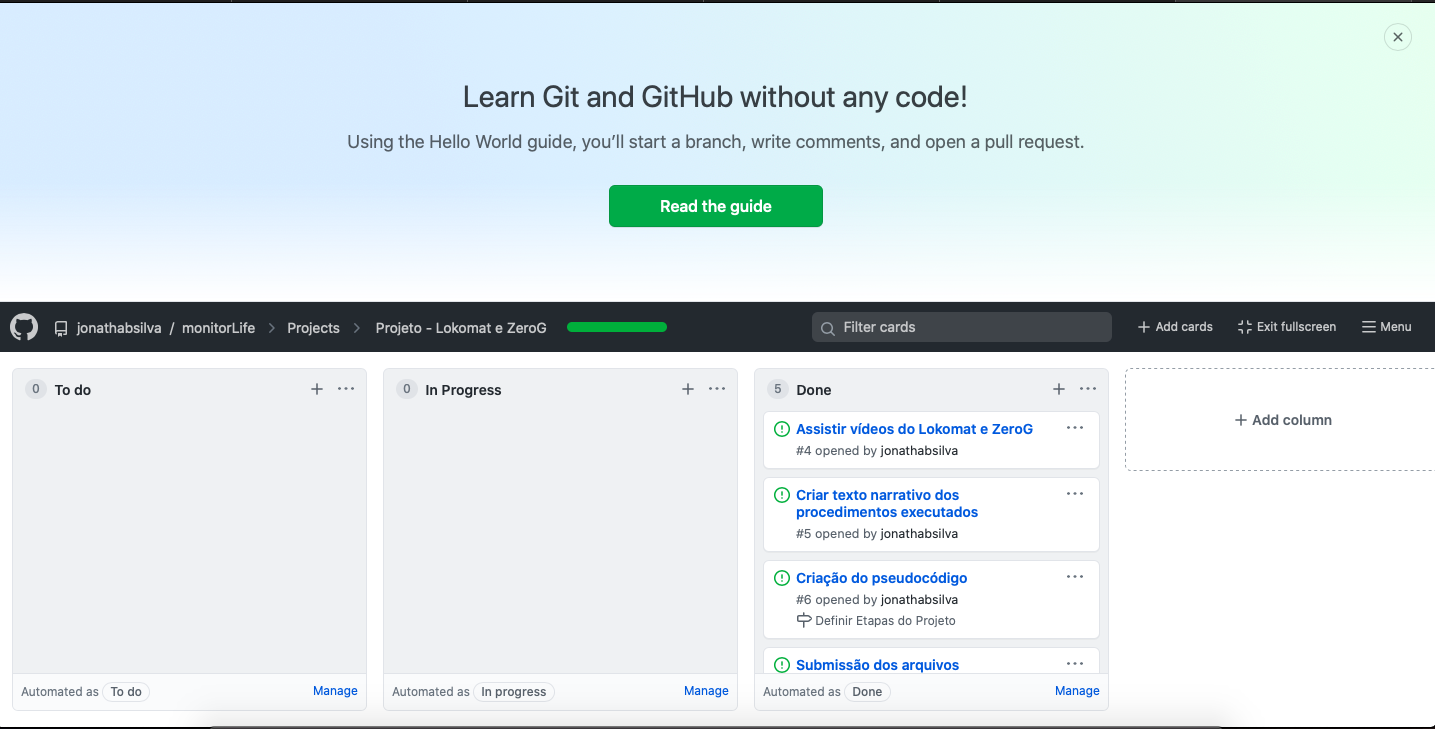 Learn Git and GitHub without any code!
Using the Hello World guide, you’ll start a branch, write comments, and open a pull request.
Read the guide
jonathabsilva / monitorLife > Projects > Projeto - Lokomat e ZeroG
Filter cards
+ Add cards
Exit fullscreen
Menu
0 To do
Automated as To do
Manage
0 In Progress
Automated as In progress
Manage
5 Done
Assistir vídeos do Lokomat e ZeroG
#4 opened by jonathabsilva
Criar texto narrativo dos
procedimentos executados
#5 opened by jonathabsilva
Criação do pseudocódigo
#6 opened by jonathabsilva
Definir Etapas do Projeto
Submissão dos arquivos
Automated as Done
Manage
+ Add column